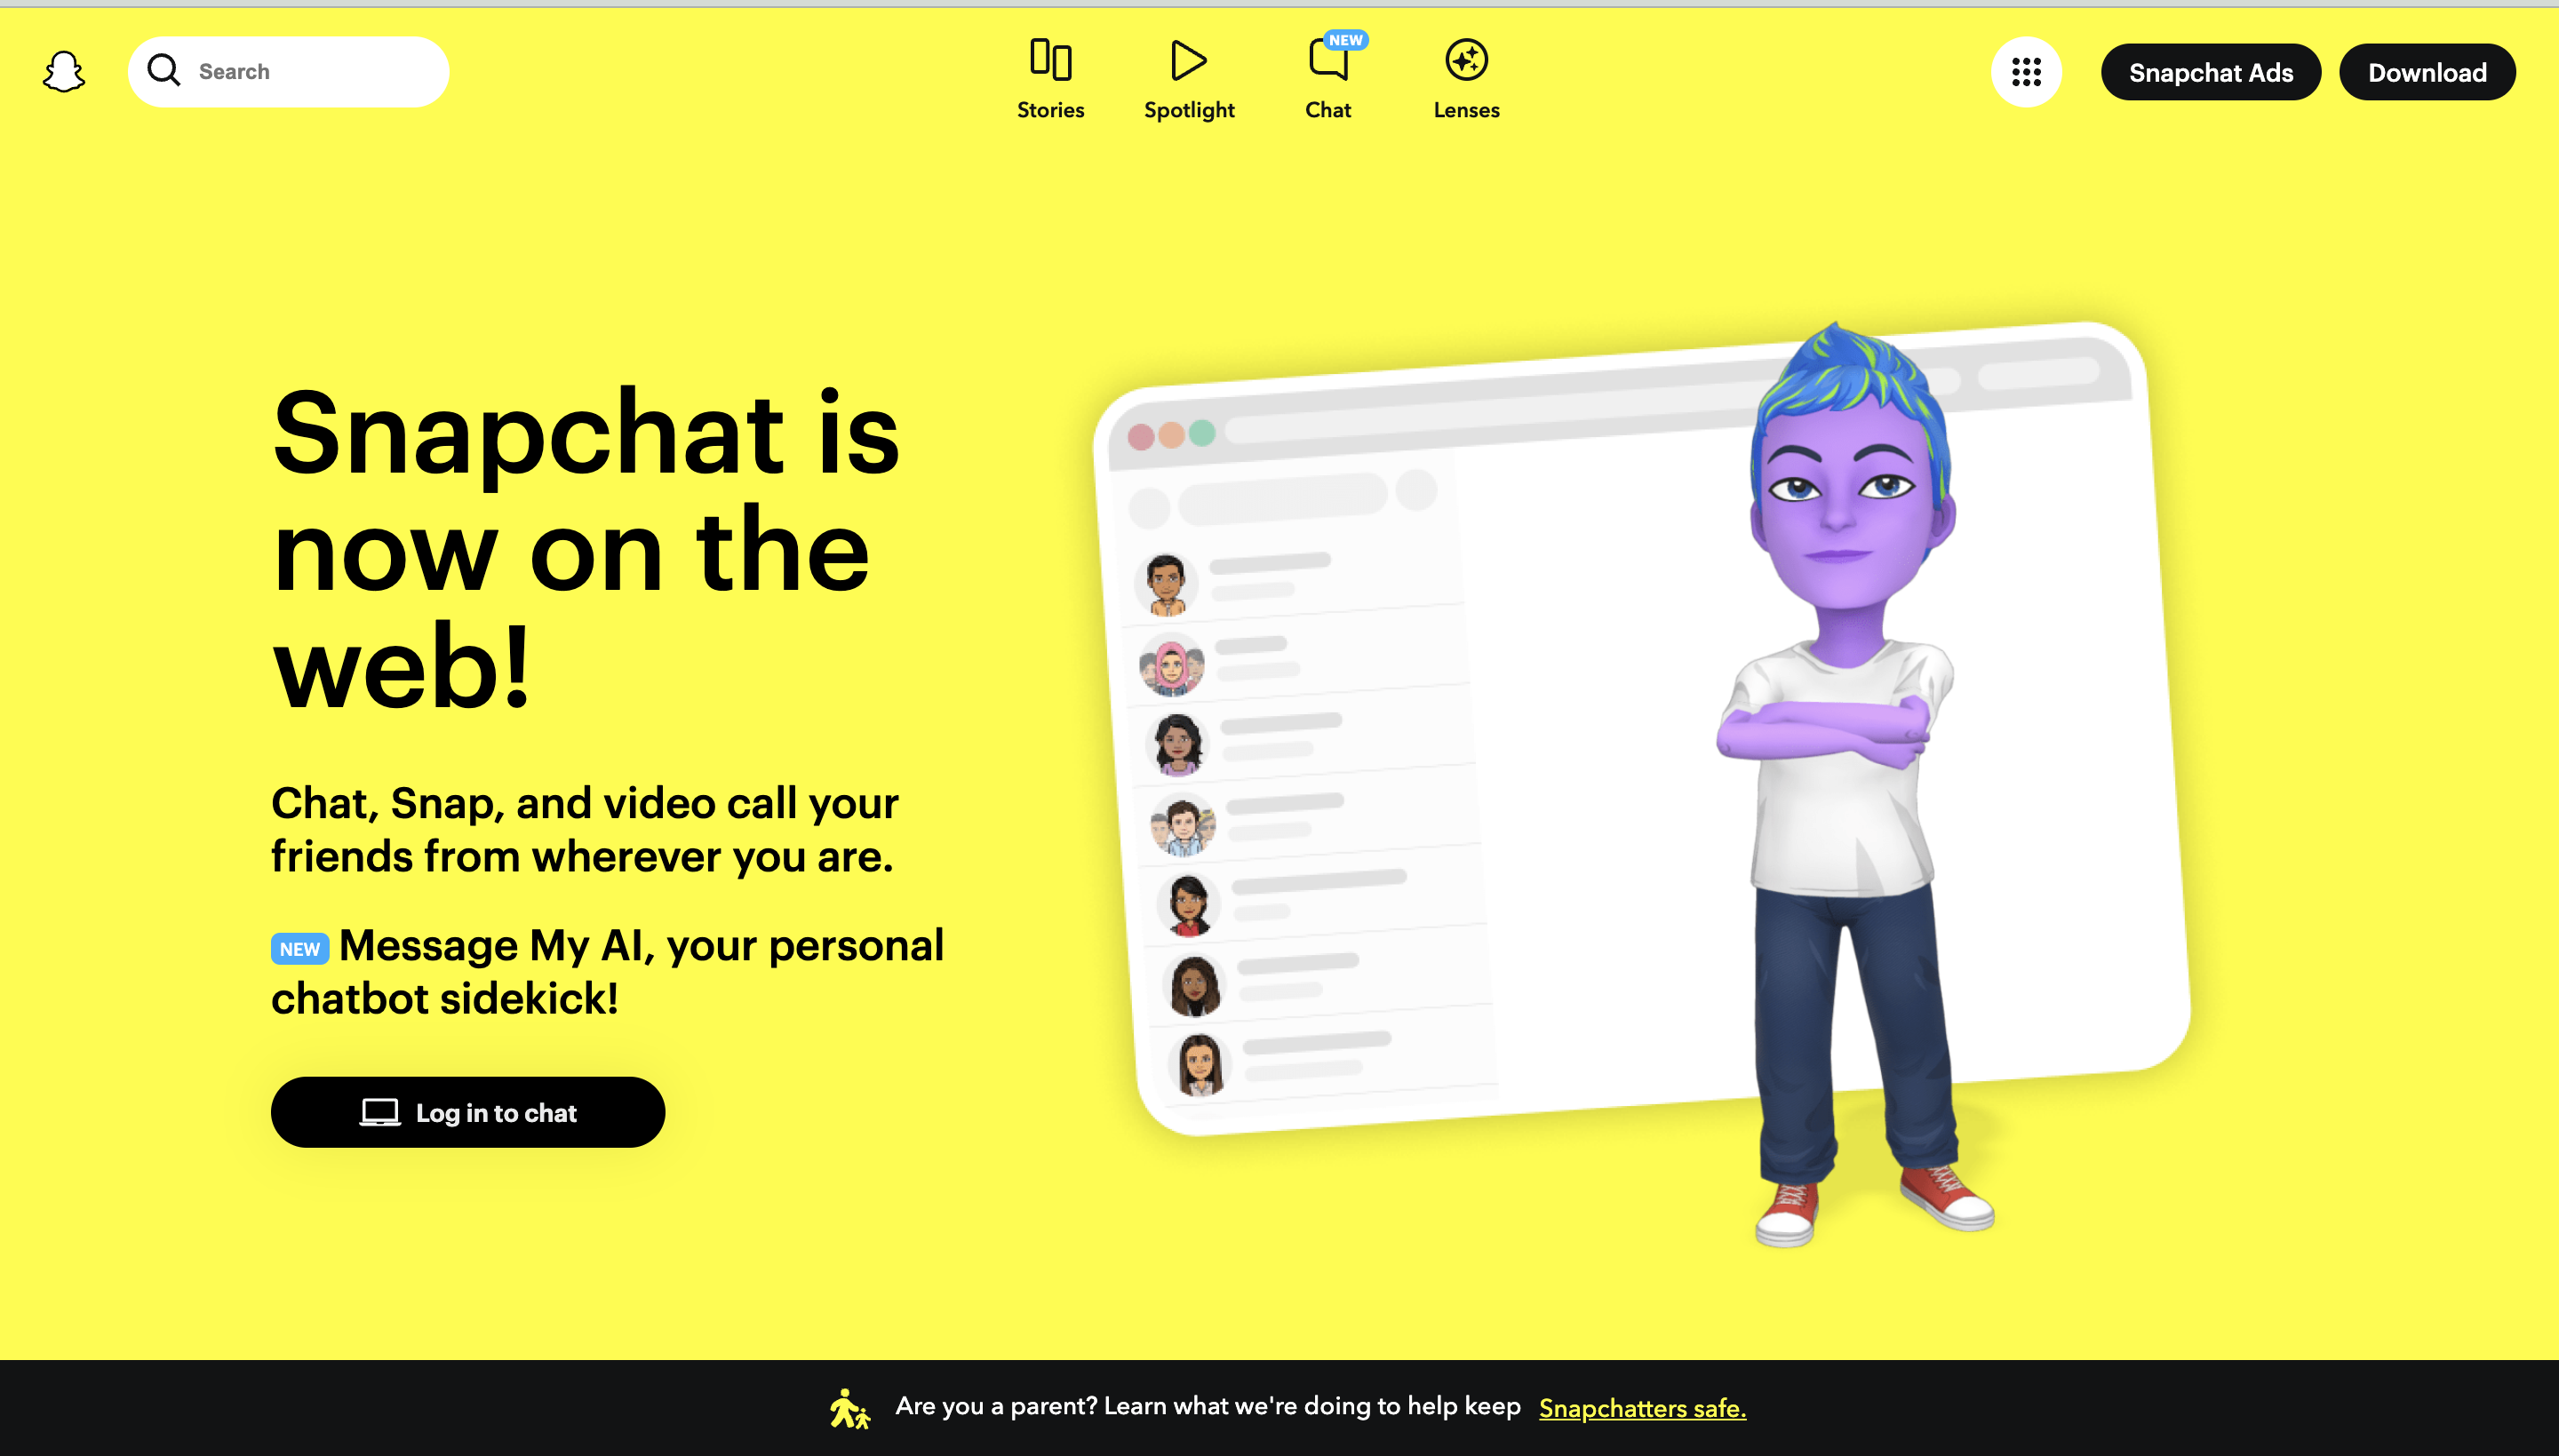 Search
Stories
Spotlight
NEW
Chat
Lenses
Snapchat Ads
Download
Snapchat is
now on the
web!
Chat, Snap, and video call your
friends from wherever you are.
NEW Message My AI, your personal
chatbot sidekick!
Log in to chat
Are you a parent? Learn what we're doing to help keep Snapchatters safe.